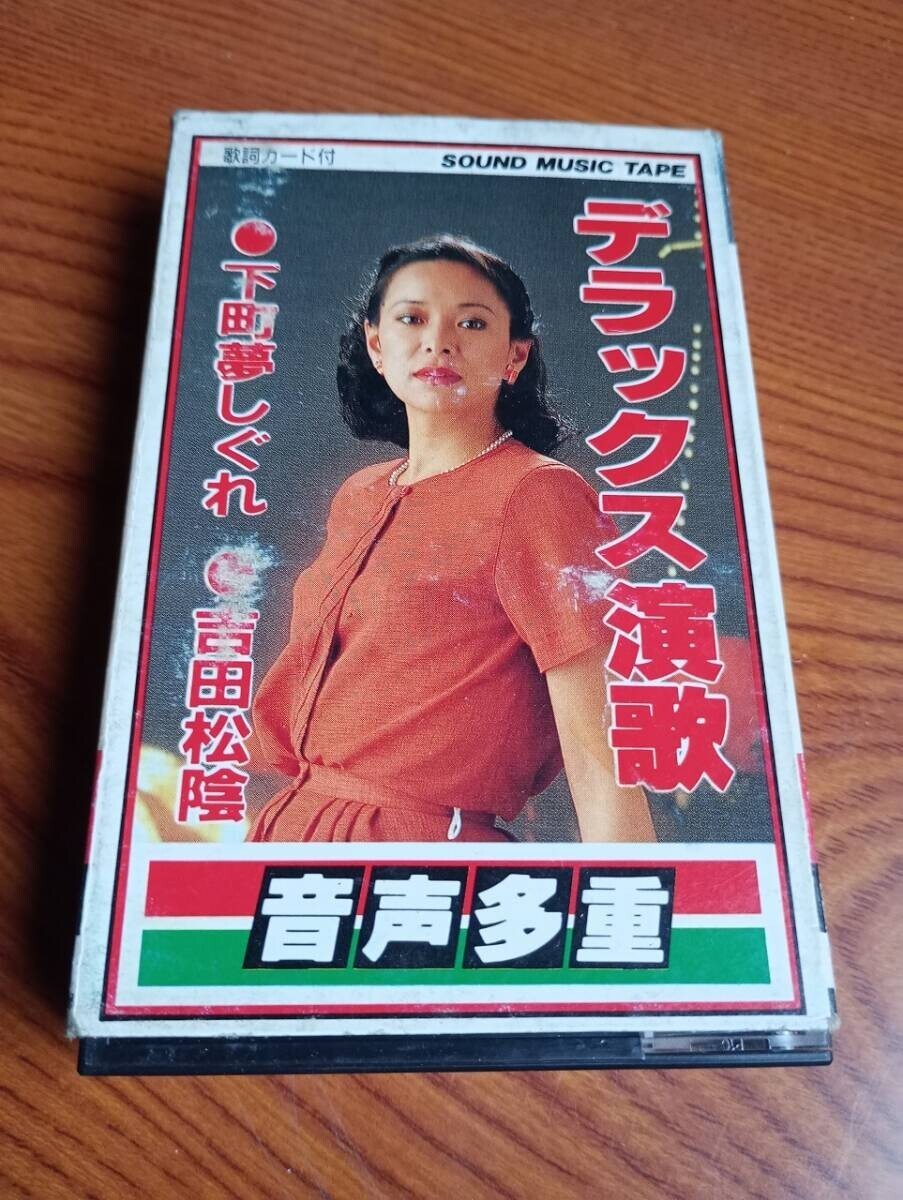 歌詞カード付
SOUND MUSIC TAPE
デラックス演歌
●下町夢しぐれ
●吉田松陰
音声多重